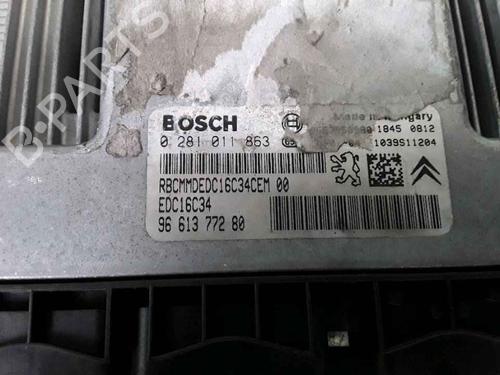 B-PARTS
BOSCH
Made in Hungary
1845 0812
0 281 011 863
1039S11204
RBCMMDEDC16C34CEM 00
EDC16C34
96 613 772 80